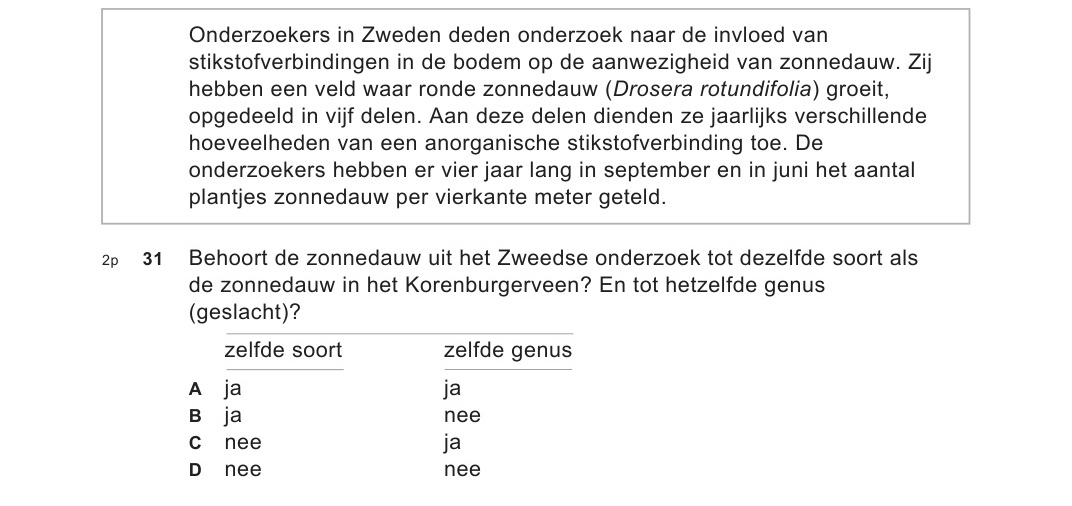 Onderzoekers in Zweden deden onderzoek naar de invloed van
stikstofverbindingen in de bodem op de aanwezigheid van zonnedauw. Zij
hebben een veld waar ronde zonnedauw (Drosera rotundifolia) groeit,
opgedeeld in vijf delen. Aan deze delen dienden ze jaarlijks verschillende
hoeveelheden van een anorganische stikstofverbinding toe. De
onderzoekers hebben er vier jaar lang in september en in juni het aantal
plantjes zonnedauw per vierkante meter geteld.
2p 31 Behoort de zonnedauw uit het Zweedse onderzoek tot dezelfde soort als
de zonnedauw in het Korenburgerveen? En tot hetzelfde genus
(geslacht)?
zelfde soort zelfde genus
A ja ja
B ja nee
C nee ja
D nee nee